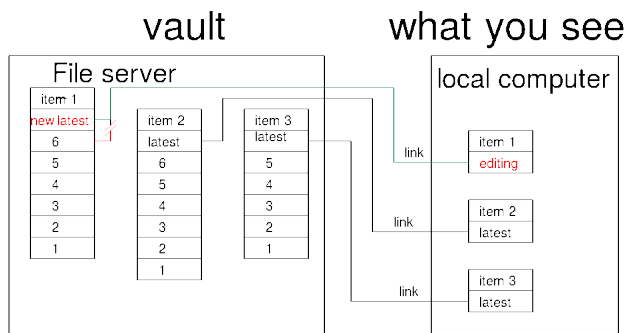 vault
what you see
File server
local computer
item 1
new latest
6
5
4
3
2
1
item 2
latest
6
5
4
3
2
1
item 3
latest
5
4
3
2
1
link
item 1
editing
link
item 2
latest
link
item 3
latest